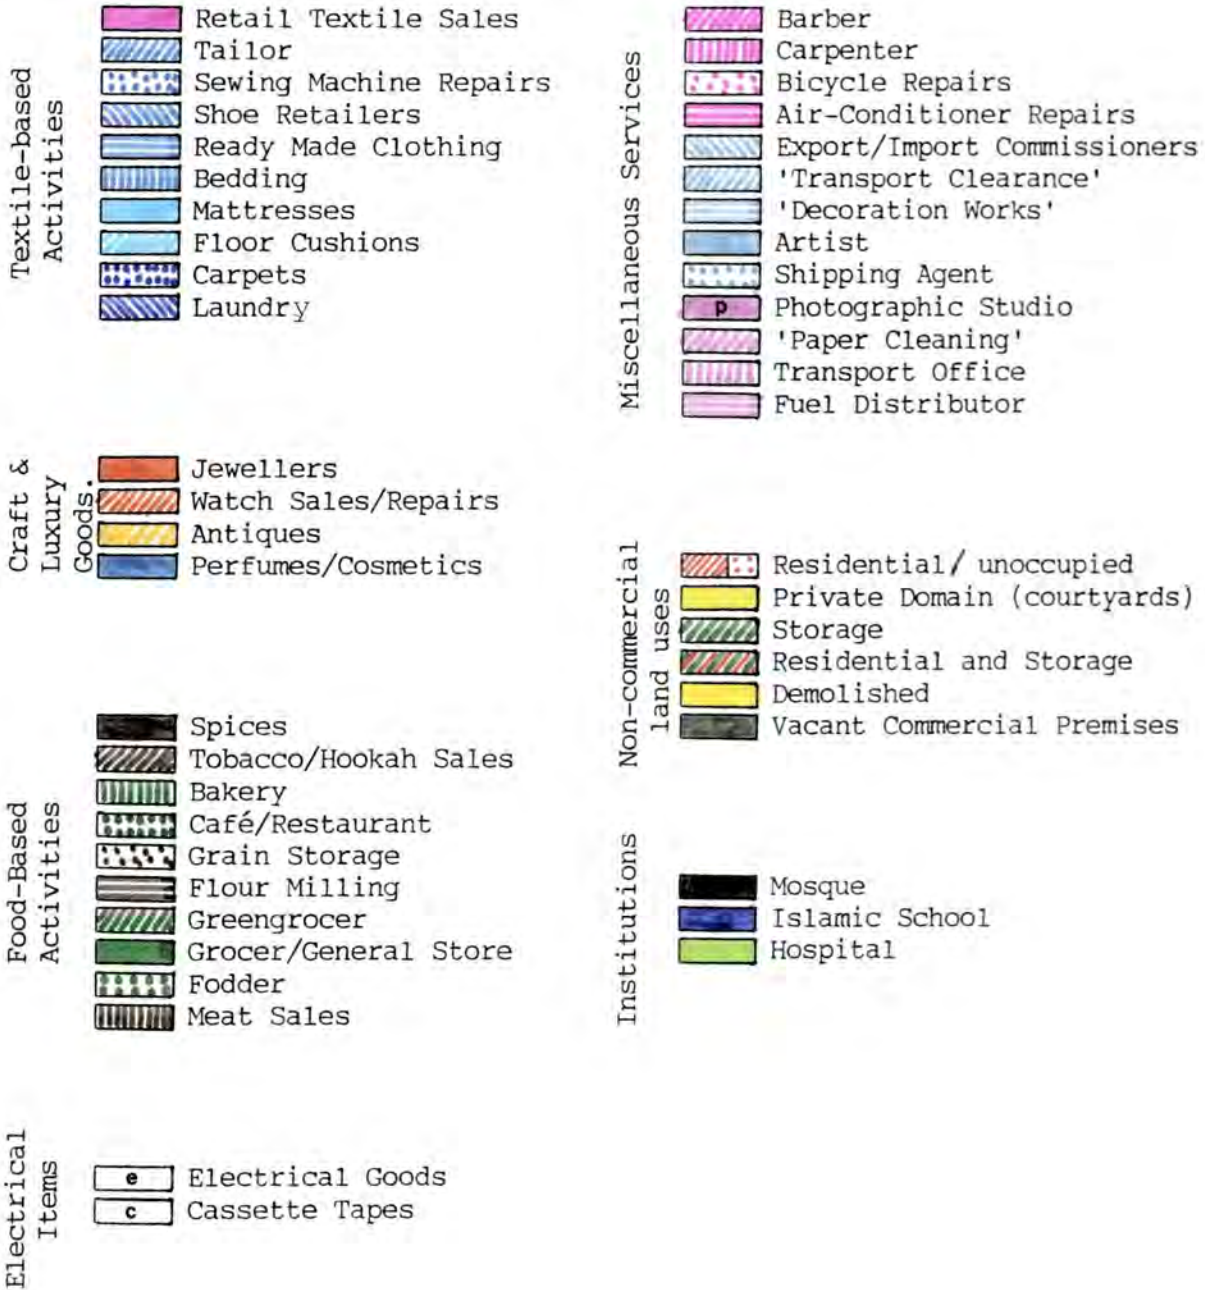 Textile-based
Activities
Retail Textile Sales
Tailor
Sewing Machine Repairs
Shoe Retailers
Ready Made Clothing
Bedding
Mattresses
Floor Cushions
Carpets
Laundry
Craft &
Luxury
Goods.
Jewellers
Watch Sales/Repairs
Antiques
Perfumes/Cosmetics
Food-Based
Activities
Spices
Tobacco/Hookah Sales
Bakery
Café/Restaurant
Grain Storage
Flour Milling
Greengrocer
Grocer/General Store
Fodder
Meat Sales
Electrical
Items
e Electrical Goods
c Cassette Tapes
Miscellaneous Services
Barber
Carpenter
Bicycle Repairs
Air-Conditioner Repairs
Export/Import Commissioners
'Transport Clearance'
'Decoration Works'
Artist
Shipping Agent
p Photographic Studio
'Paper Cleaning'
Transport Office
Fuel Distributor
Non-commercial
land uses
Residential/ unoccupied
Private Domain (courtyards)
Storage
Residential and Storage
Demolished
Vacant Commercial Premises
Institutions
Mosque
Islamic School
Hospital